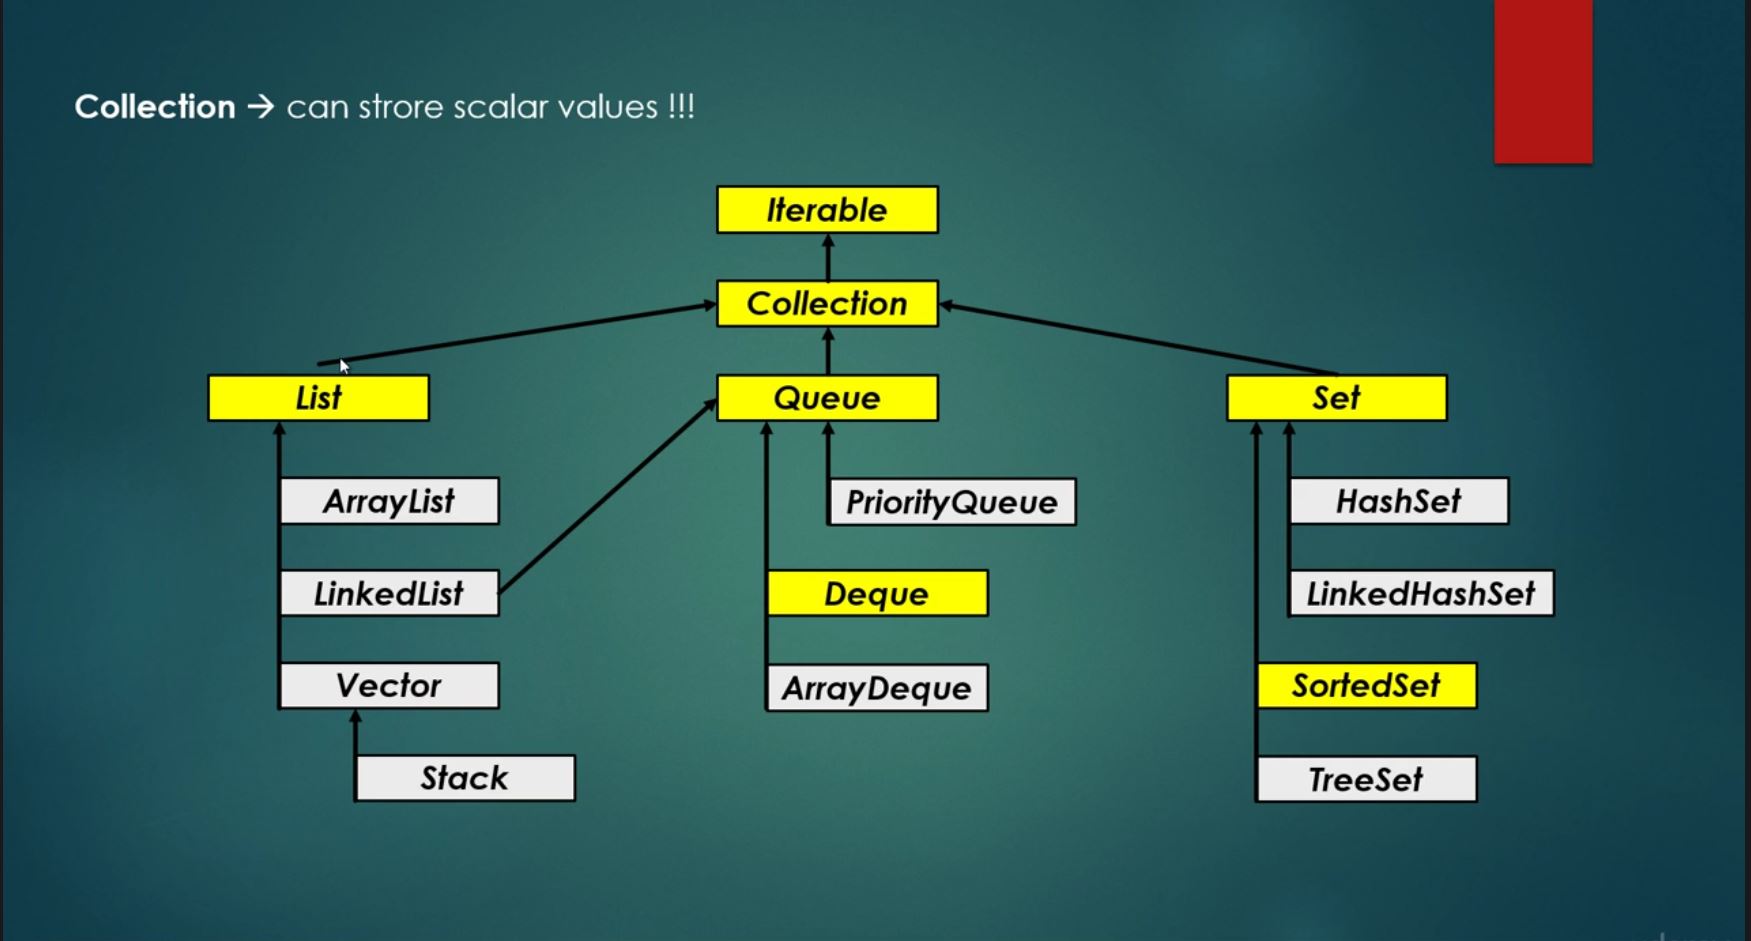 Collection → can strore scalar values !!!
Iterable
Collection
List
Queue
Set
ArrayList
PriorityQueue
HashSet
LinkedList
Deque
LinkedHashSet
Vector
ArrayDeque
SortedSet
Stack
TreeSet